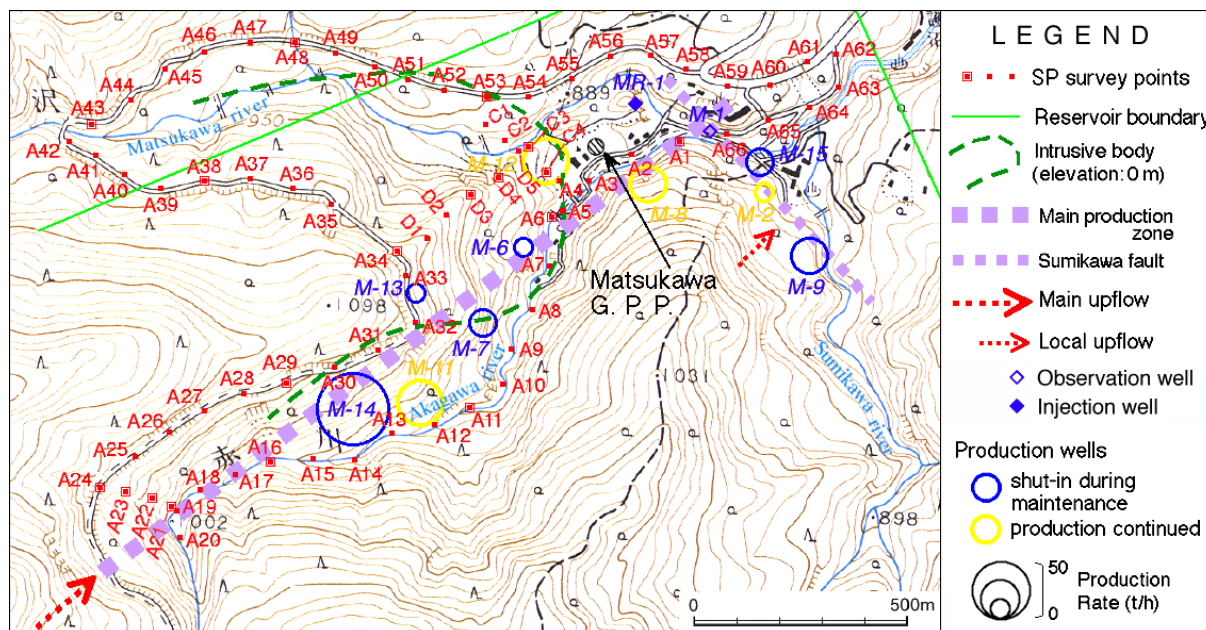 A46
A47
A48
A49
A45
A50
A51
A52
A53
A54
A55
A56
A57
A58
A59
A60
A61
A62
A63
A64
A65
A66
A44
A43
A42
A41
A40
A39
A38
A37
A36
A35
沢
Matsukawa river
950
889
MR-1
M-1
C1
C2
C3
C4
M-12
D5
D4
D3
D2
D1
A1
A2
A3
A4
A5
A6
A7
A8
M-15
M-8
M-2
M-9
M-6
Matsukawa
G. P. P.
A34
A33
M-13
1098
A32
A31
M-7
A9
A10
A11
M-11
Akagawa river
1031
Sumikawa river
A30
A29
A28
A27
A26
A25
A24
M-14
A13
A12
赤
川
A14
A15
A16
A17
A18
A19
A20
A21
A22
A23
002
898
0
500m
LEGEND
SP survey points
Reservoir boundary
Intrusive body
(elevation: 0 m)
Main production
zone
Sumikawa fault
Main upflow
Local upflow
Observation well
Injection well
Production wells
shut-in during
maintenance
production continued
50
0
Production
Rate (t/h)